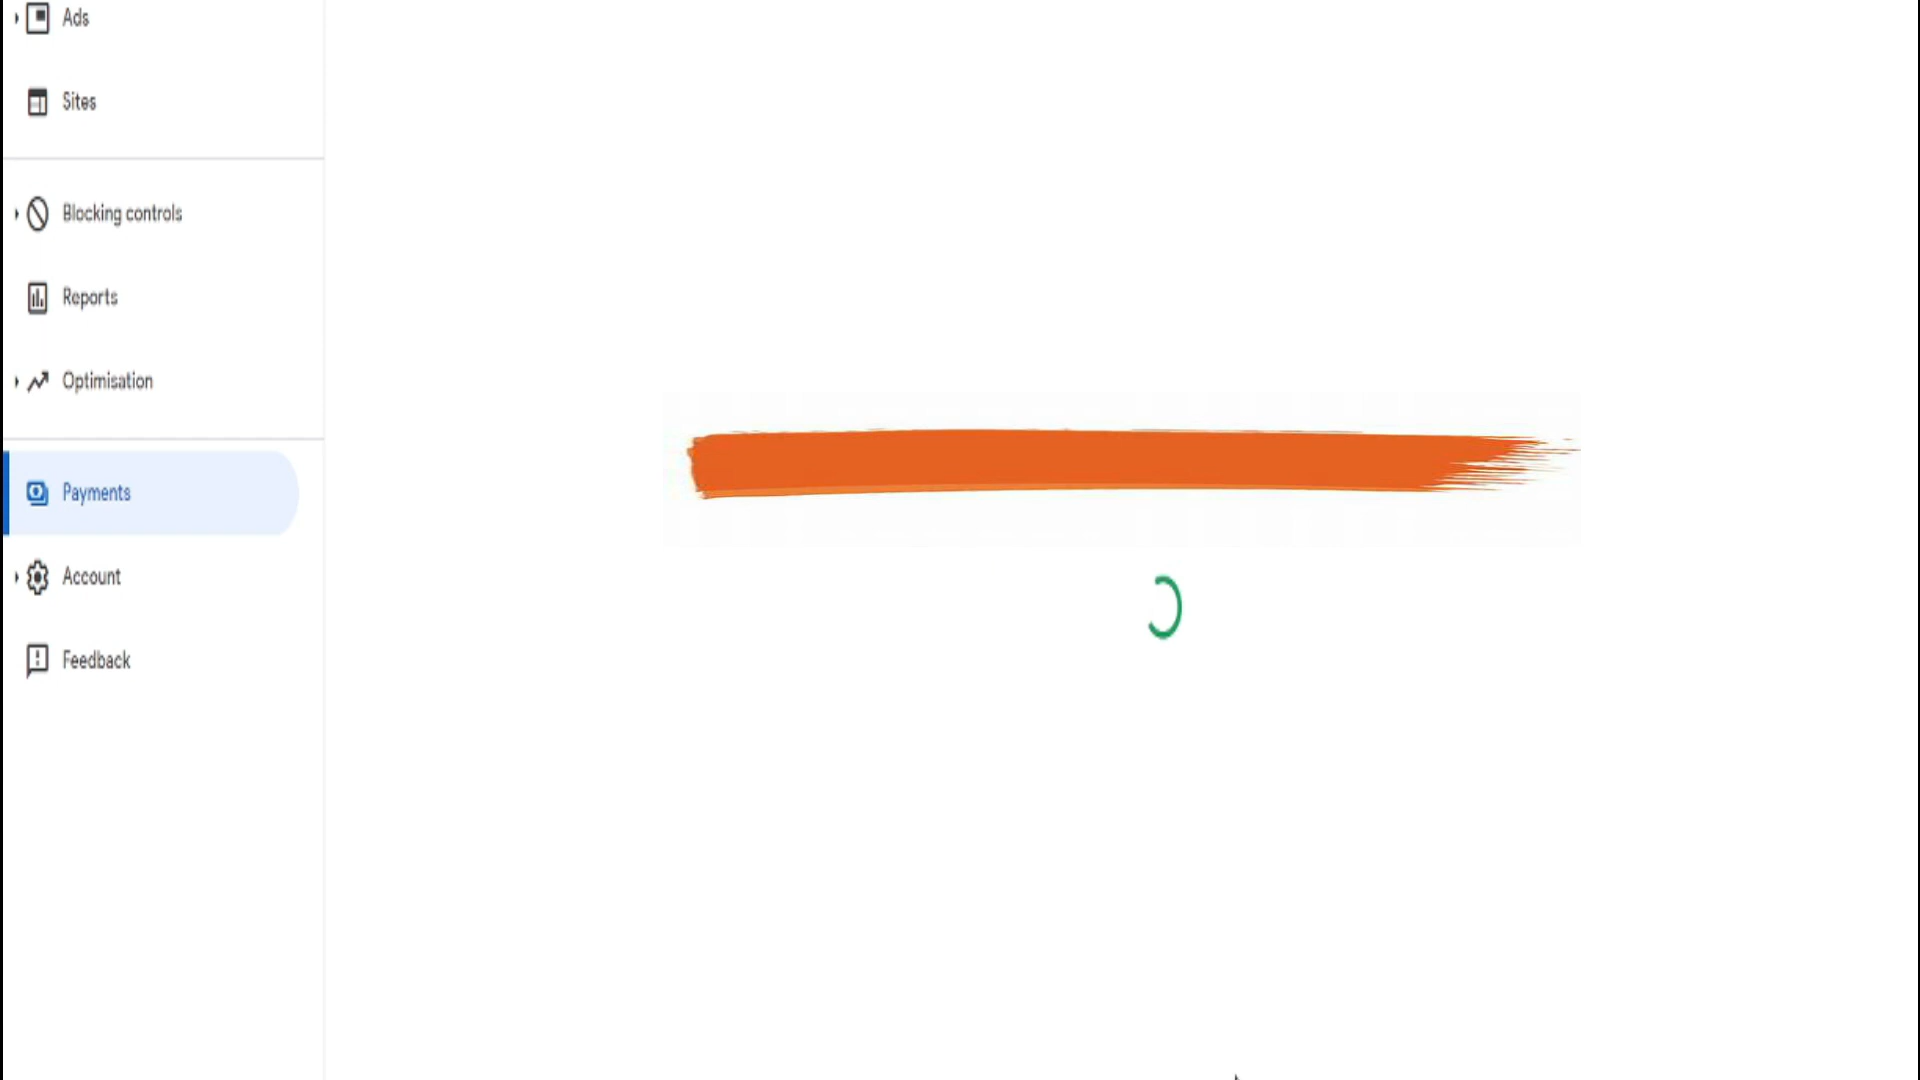 Ads
Sites
Blocking controls
Reports
Optimisation
Payments
Account
Feedback